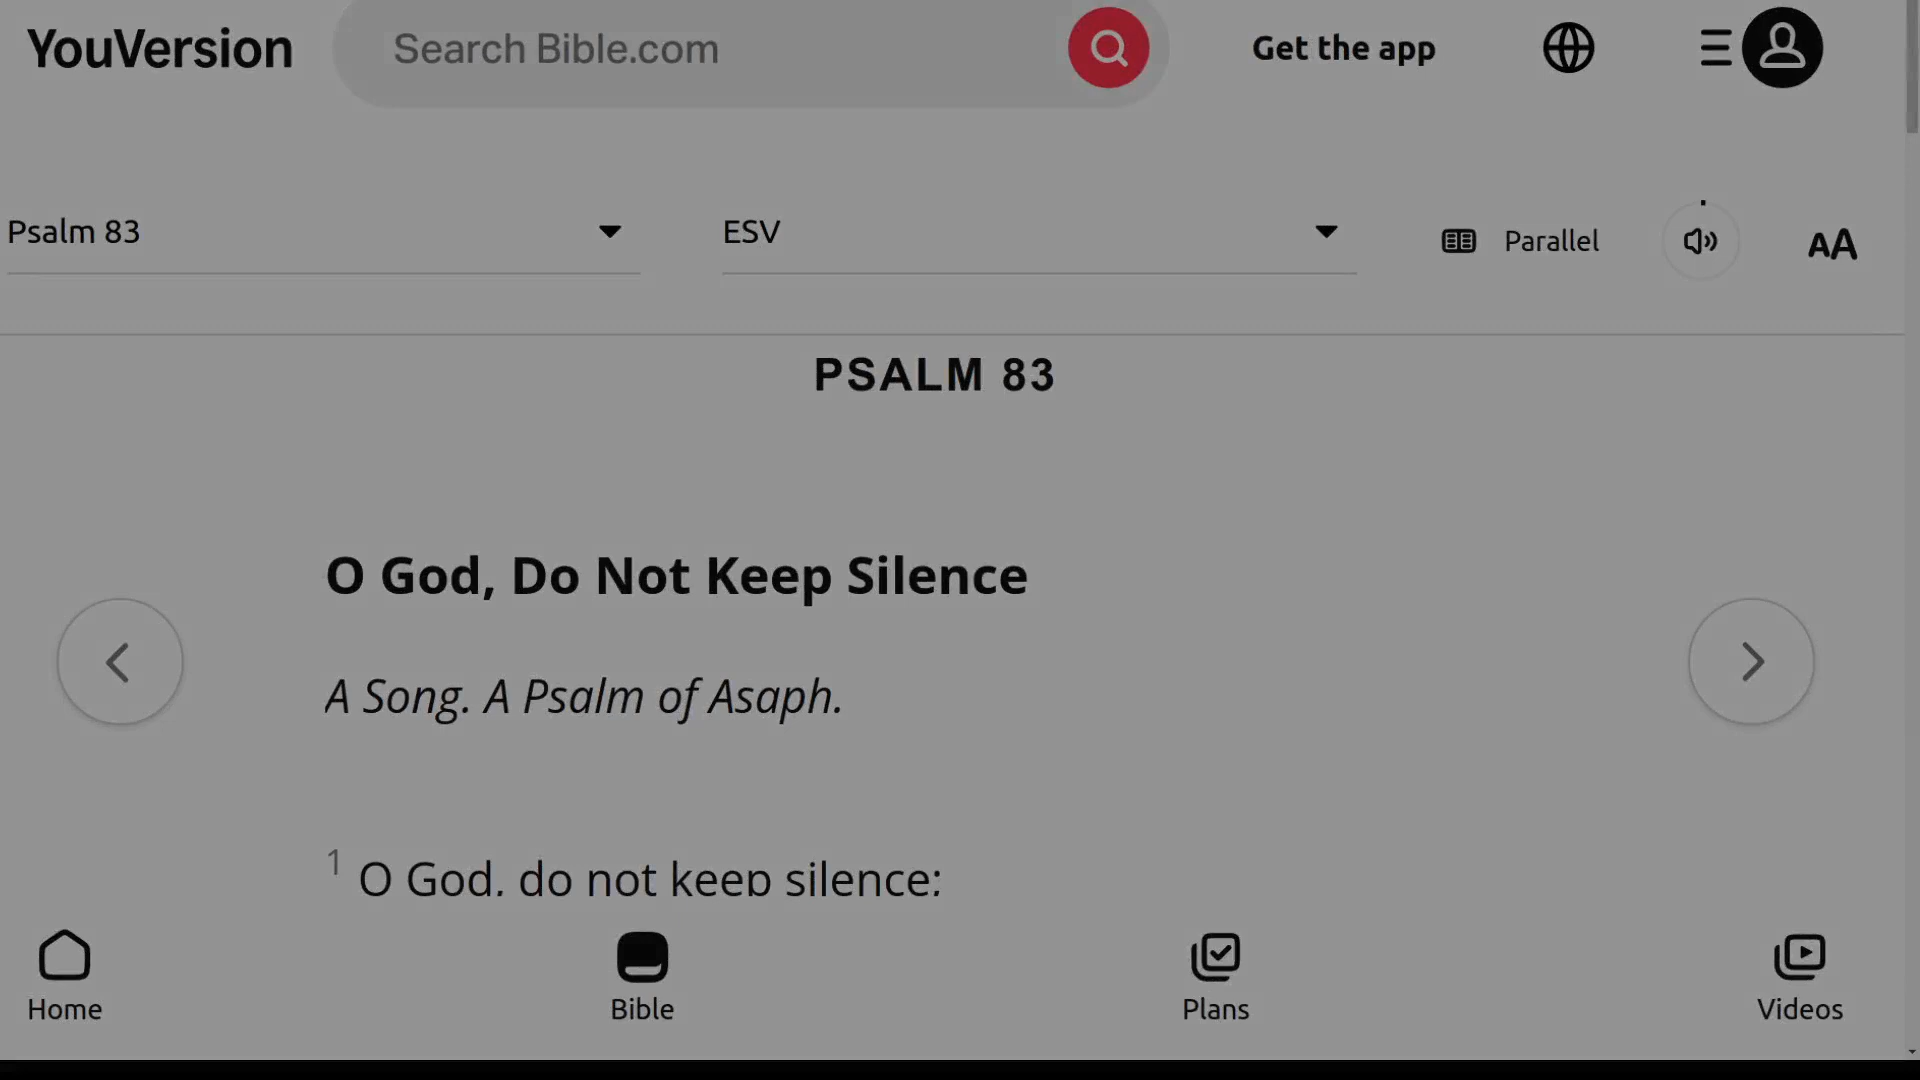 YouVersion
Search Bible.com
Get the app
Psalm 83
ESV
Parallel
AA
PSALM 83
O God, Do Not Keep Silence
A Song. A Psalm of Asaph.
1 O God, do not keep silence;
Home
Bible
Plans
Videos